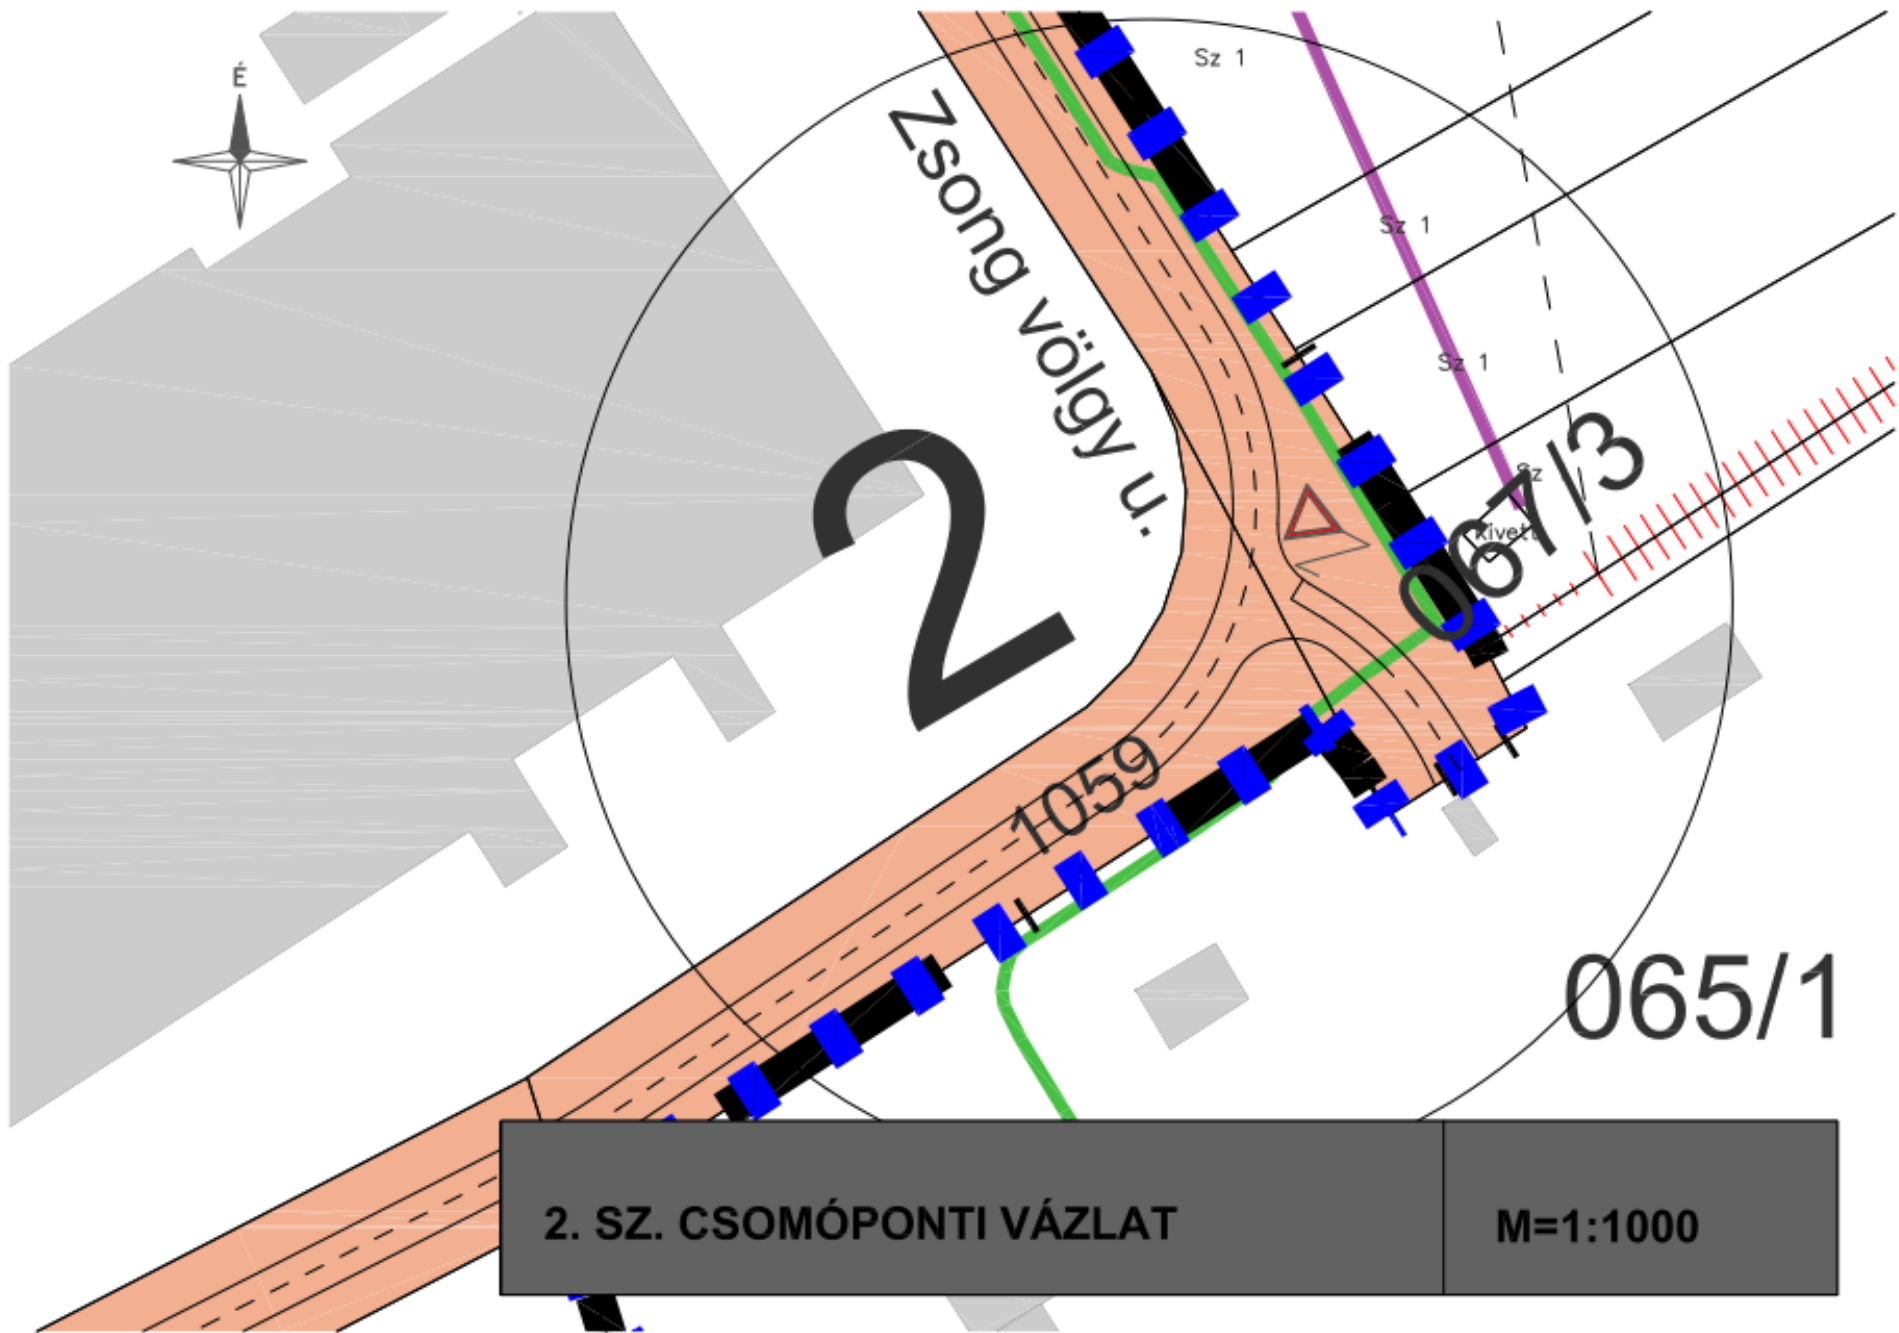 É
Sz 1
Zsong völgy u.
Sz 1
Sz 1
2
Sz
067/3
Kivett
1059
065/1
2. SZ. CSOMÓPONTI VÁZLAT
M=1:1000